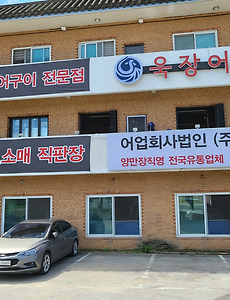 어구이 전문점
육장어
소매 직판장
어업회사법인 (주
양만장직영 전국유통업체